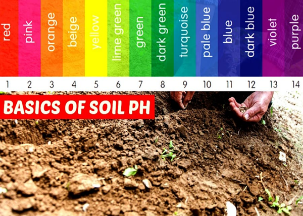 red pink orange beige yellow lime green green dark green turquoise pale blue blue dark blue violet purple
1 2 3 4 5 6 7 8 9 10 11 12 13 14
BASICS OF SOIL PH